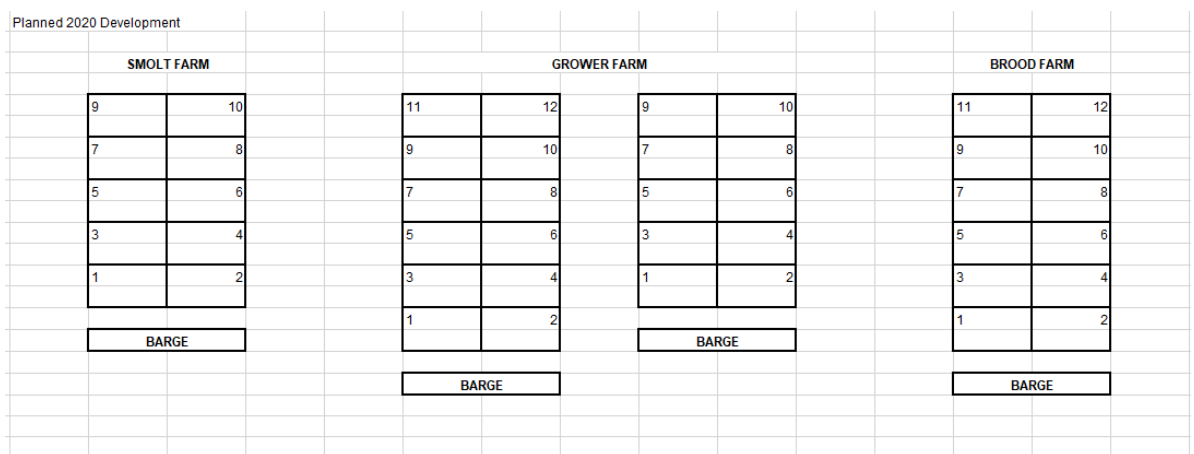 Planned 2020 Development
SMOLT FARM GROWER FARM BROOD FARM
9 10 11 12 9 10 11 12
7 8 9 10 7 8 9 10
5 6 7 8 5 6 7 8
3 4 5 6 3 4 5 6
1 2 3 4 1 2 3 4
1 2 1 2
BARGE BARGE
BARGE BARGE